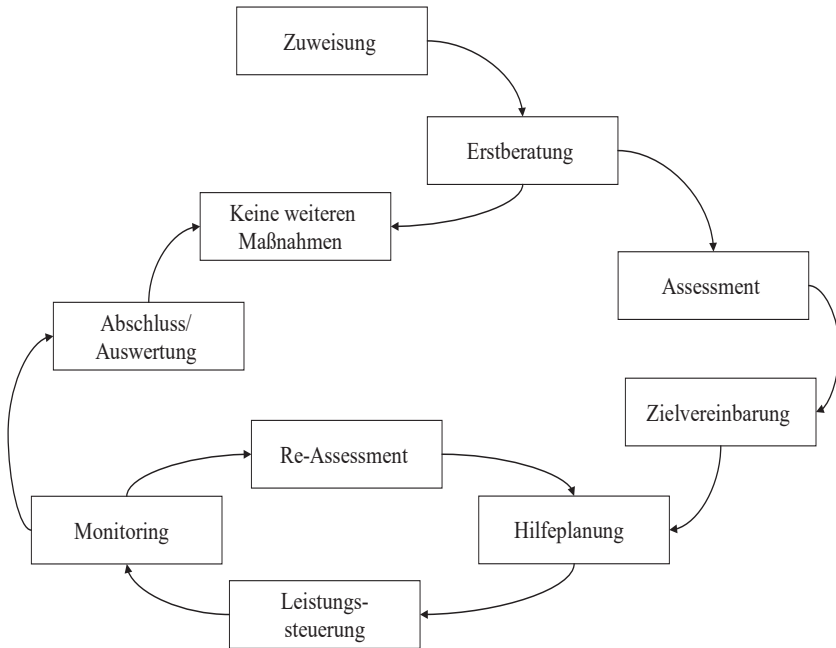 Zuweisung
Erstberatung
Keine weiteren
Maßnahmen
Assessment
Abschluss/
Auswertung
Zielvereinbarung
Re-Assessment
Monitoring
Hilfeplanung
Leistungs-
steuerung